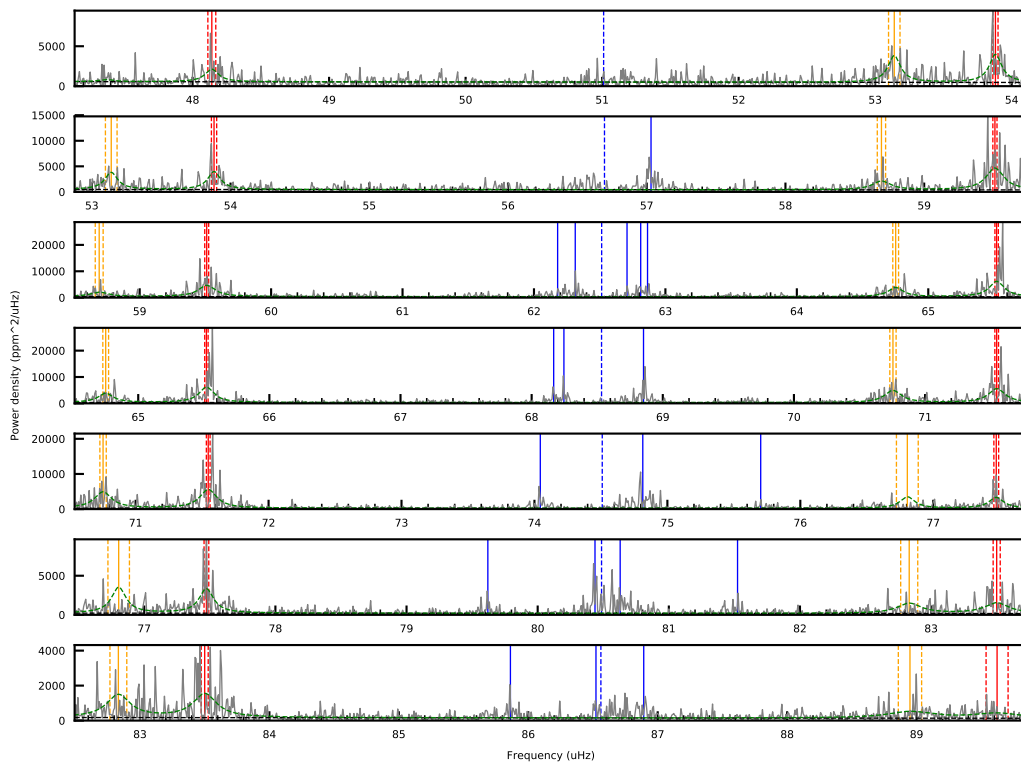 5000
0
48 49 50 51 52 53 54
15000
10000
5000
0
53 54 55 56 57 58 59
20000
10000
0
59 60 61 62 63 64 65
Power density (ppm^2/uHz)
20000
10000
0
65 66 67 68 69 70 71
20000
10000
0
71 72 73 74 75 76 77
5000
0
77 78 79 80 81 82 83
4000
2000
0
83 84 85 86 87 88 89
Frequency (uHz)